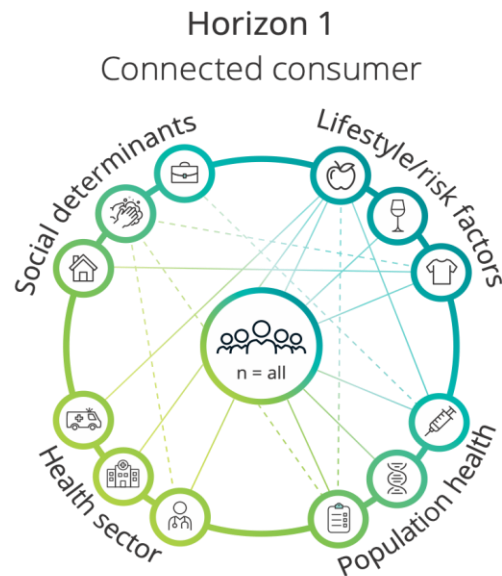 Horizon 1
Connected consumer
Social determinants
Lifestyle/risk factors
n = all
Health sector
Population health